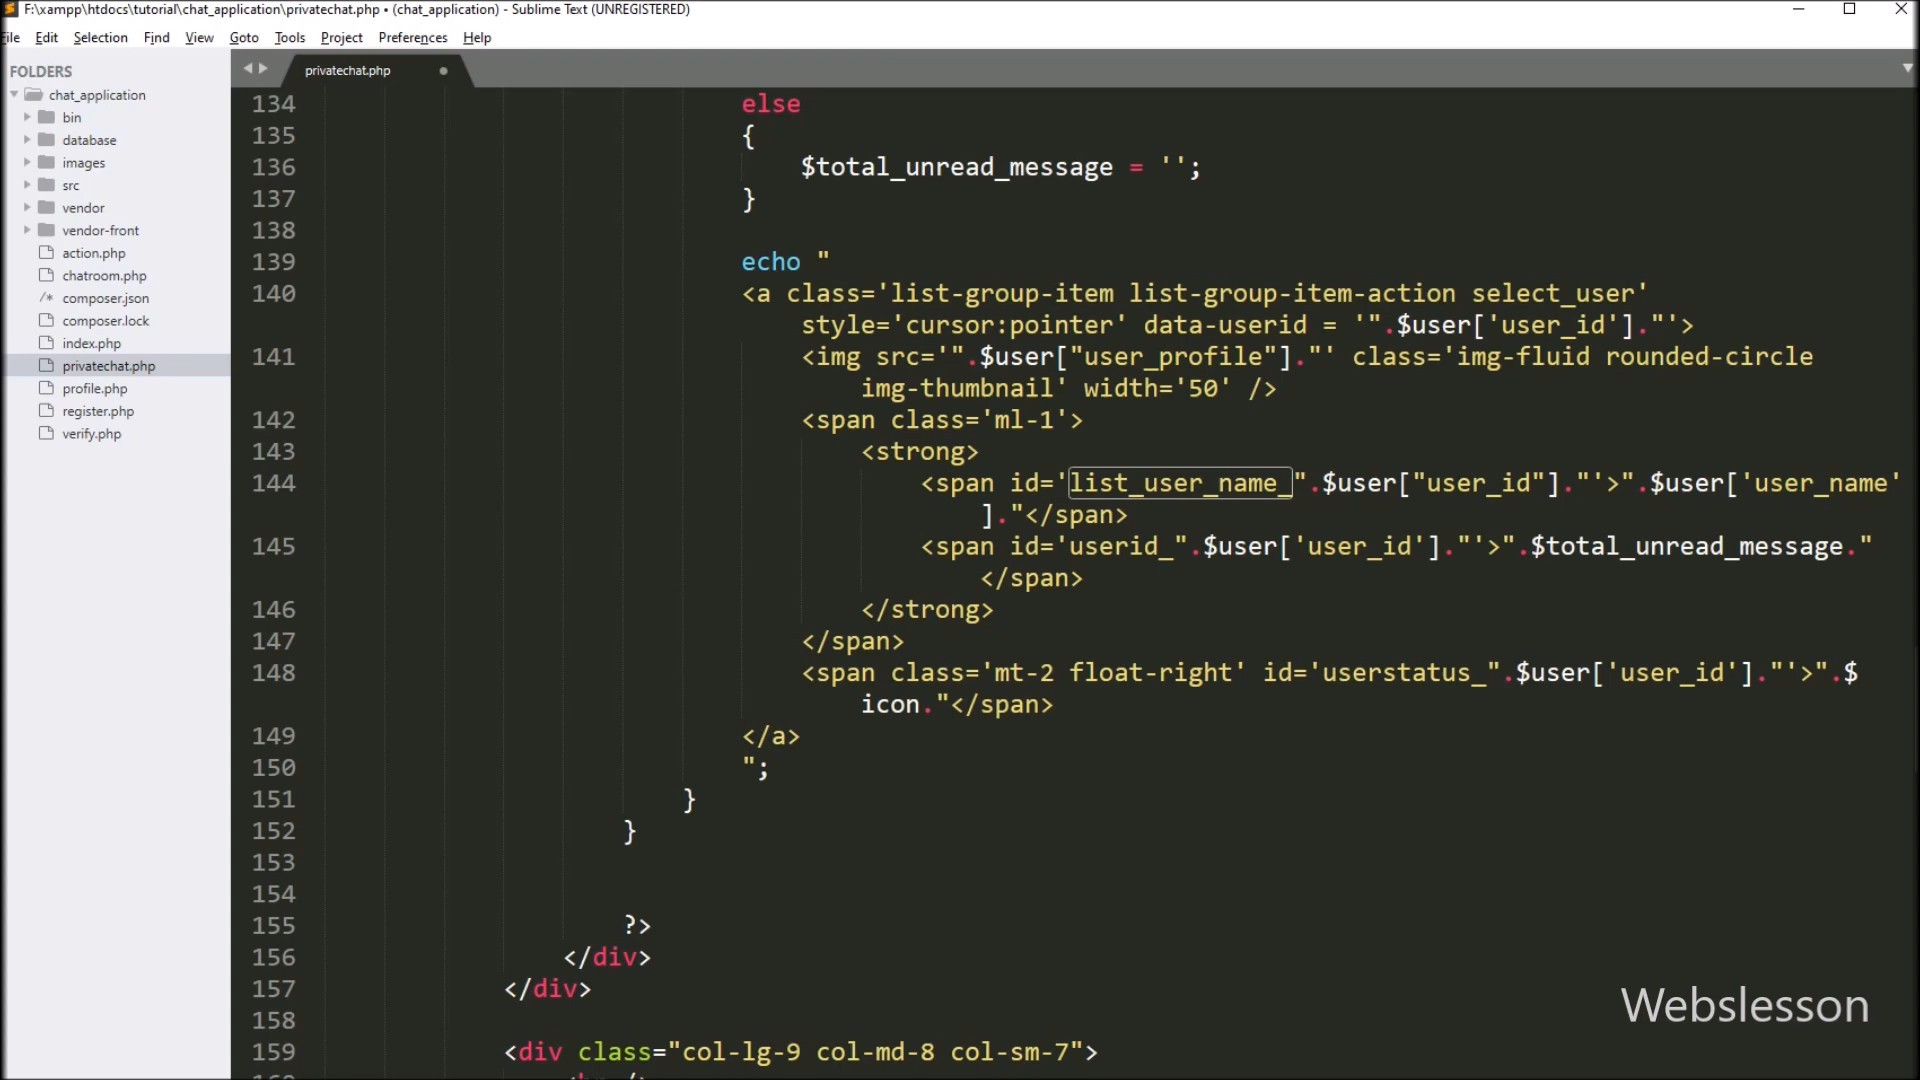 F:\xampp\htdocs\tutorial\chat_application\privatechat.php • (chat_application) - Sublime Text (UNREGISTERED)
ile Edit Selection Find View Goto Tools Project Preferences Help
FOLDERS
chat_application
bin
database
images
src
vendor
vendor-front
action.php
chatroom.php
/* composer.json
composer.lock
index.php
privatechat.php
profile.php
register.php
verify.php
privatechat.php
134 else
135 {
136 $total_unread_message = '';
137 }
138
139 echo "
140 <a class='list-group-item list-group-item-action select_user'
style='cursor:pointer' data-userid = '".$user['user_id']."'>
141 <img src='".$user["user_profile"]."' class='img-fluid rounded-circle
img-thumbnail' width='50' />
142 <span class='ml-1'>
143 <strong>
144 <span id='list_user_name_".$user["user_id"]."'>".$user['user_name'
]."</span>
145 <span id='userid_".$user['user_id']."'>".$total_unread_message."
</span>
146 </strong>
147 </span>
148 <span class='mt-2 float-right' id='userstatus_".$user['user_id']."'>".$
icon."</span>
149 </a>
150 ";
151 }
152 }
153
154
155 ?>
156 </div>
157 </div>
158
159 <div class="col-lg-9 col-md-8 col-sm-7">
Webslesson